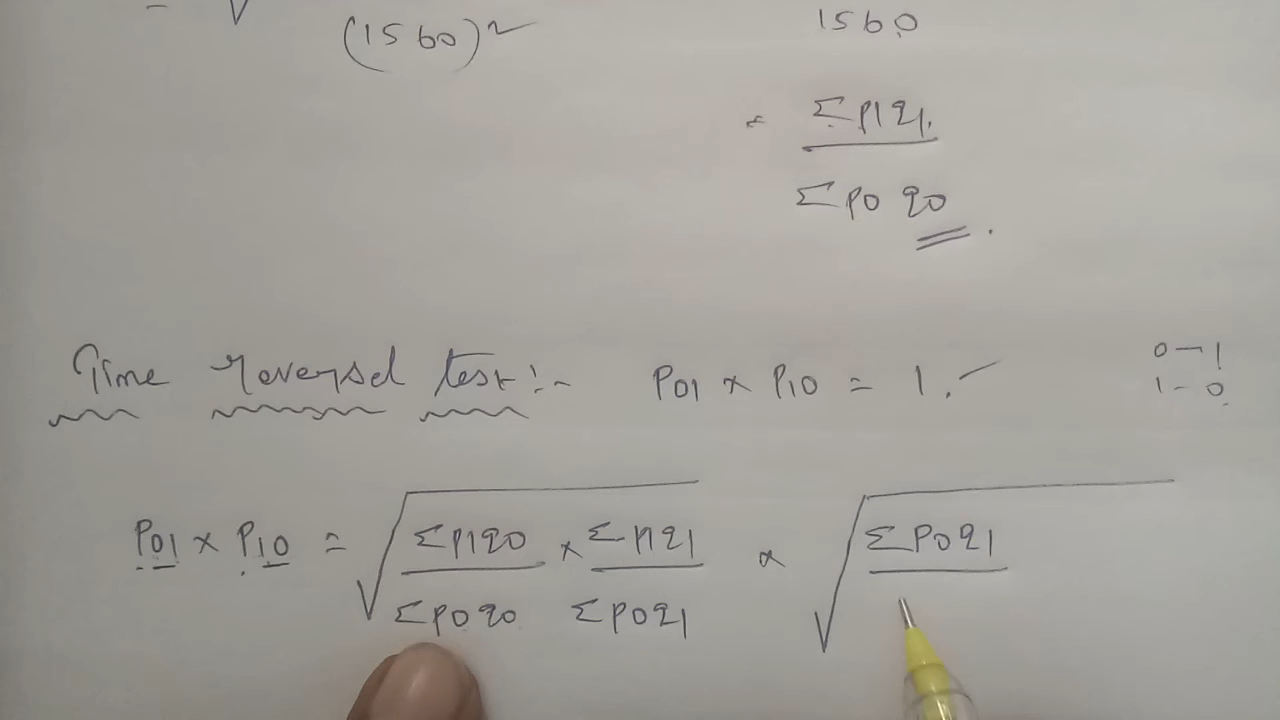 = √ (1560)² 1560
= Σp1q1
Σp0q0.
Time reversal test:- P01 × P10 = 1. 0-1
1-0
P01 × P10 = √ Σp1q0 × Σp1q1 × √ Σp0q1
Σp0q0 Σp0q1